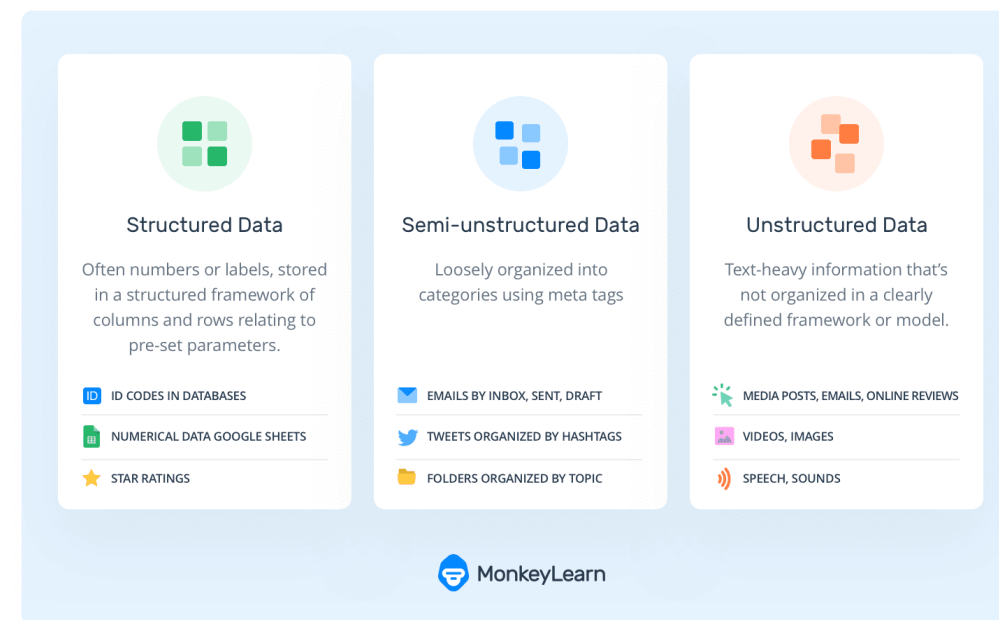 Structured Data
Often numbers or labels, stored
in a structured framework of
columns and rows relating to
pre-set parameters.
ID
ID CODES IN DATABASES
NUMERICAL DATA GOOGLE SHEETS
STAR RATINGS
Semi-unstructured Data
Loosely organized into
categories using meta tags
EMAILS BY INBOX, SENT, DRAFT
TWEETS ORGANIZED BY HASHTAGS
FOLDERS ORGANIZED BY TOPIC
Unstructured Data
Text-heavy information that’s
not organized in a clearly
defined framework or model.
MEDIA POSTS, EMAILS, ONLINE REVIEWS
VIDEOS, IMAGES
SPEECH, SOUNDS
MonkeyLearn